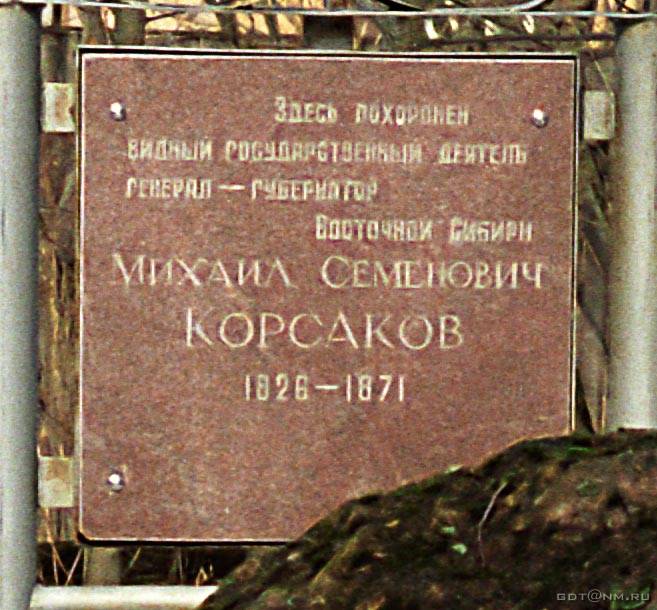 Здесь похоронен
видный государственный деятель
генерал — губернатор
Восточной Сибири
Михаил Семенович
КОРСАКОВ
1826—1871
GDT@NM.RU